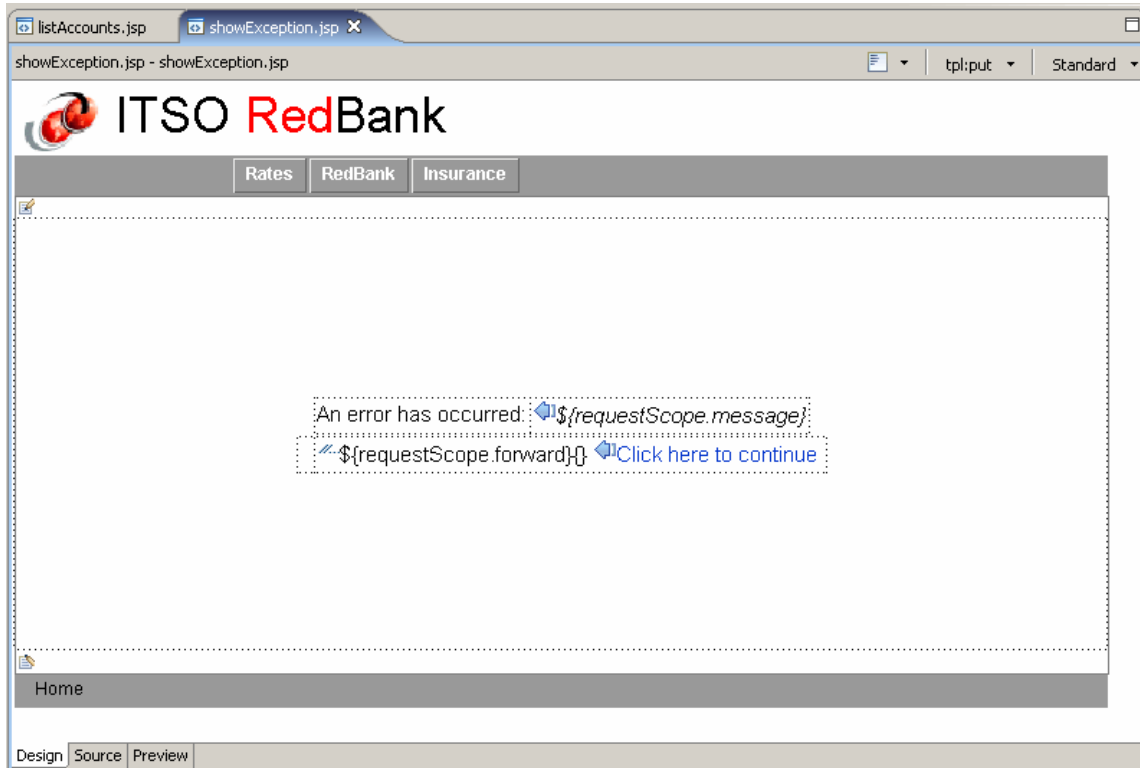 listAccounts.jsp showException.jsp
showException.jsp - showException.jsp tpl:put Standard
ITSO RedBank
Rates RedBank Insurance
An error has occurred: ${requestScope.message}
${requestScope.forward}{} Click here to continue
Home
Design Source Preview